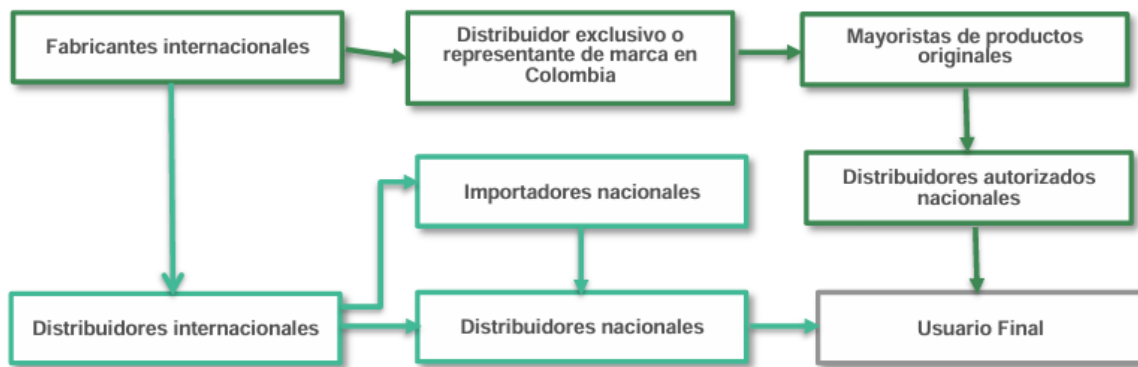 Fabricantes internacionales
Distribuidor exclusivo o
representante de marca en
Colombia
Mayoristas de productos
originales
Importadores nacionales
Distribuidores autorizados
nacionales
Distribuidores internacionales
Distribuidores nacionales
Usuario Final